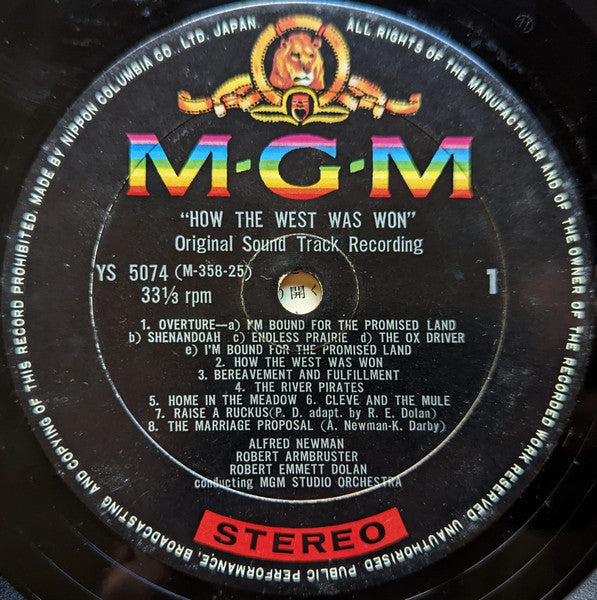 MADE BY NIPPON COLUMBIA CO., LTD. JAPAN. ALL RIGHTS OF THE MANUFACTURER AND OF THE OWNER OF THE RECORDED WORK RESERVED. UNAUTHORISED PUBLIC PERFORMANCE, BROADCASTING AND COPYING OF THIS RECORD PROHIBITED.
M·G·M
"HOW THE WEST WAS WON"
Original Sound Track Recording
YS 5074 (M-358-25)
33⅓ rpm
1
開
1. OVERTURE—a) I'M BOUND FOR THE PROMISED LAND
b) SHENANDOAH c) ENDLESS PRAIRIE d) THE OX DRIVER
e) I'M BOUND FOR THE PROMISED LAND
2. HOW THE WEST WAS WON
3. BEREAVEMENT AND FULFILLMENT
4. THE RIVER PIRATES
5. HOME IN THE MEADOW 6. CLEVE AND THE MULE
7. RAISE A RUCKUS(P. D. adapt. by R. E. Dolan)
8. THE MARRIAGE PROPOSAL (A. Newman-K. Darby)
ALFRED NEWMAN
ROBERT ARMBRUSTER
ROBERT EMMETT DOLAN
conducting MGM STUDIO ORCHESTRA
STEREO